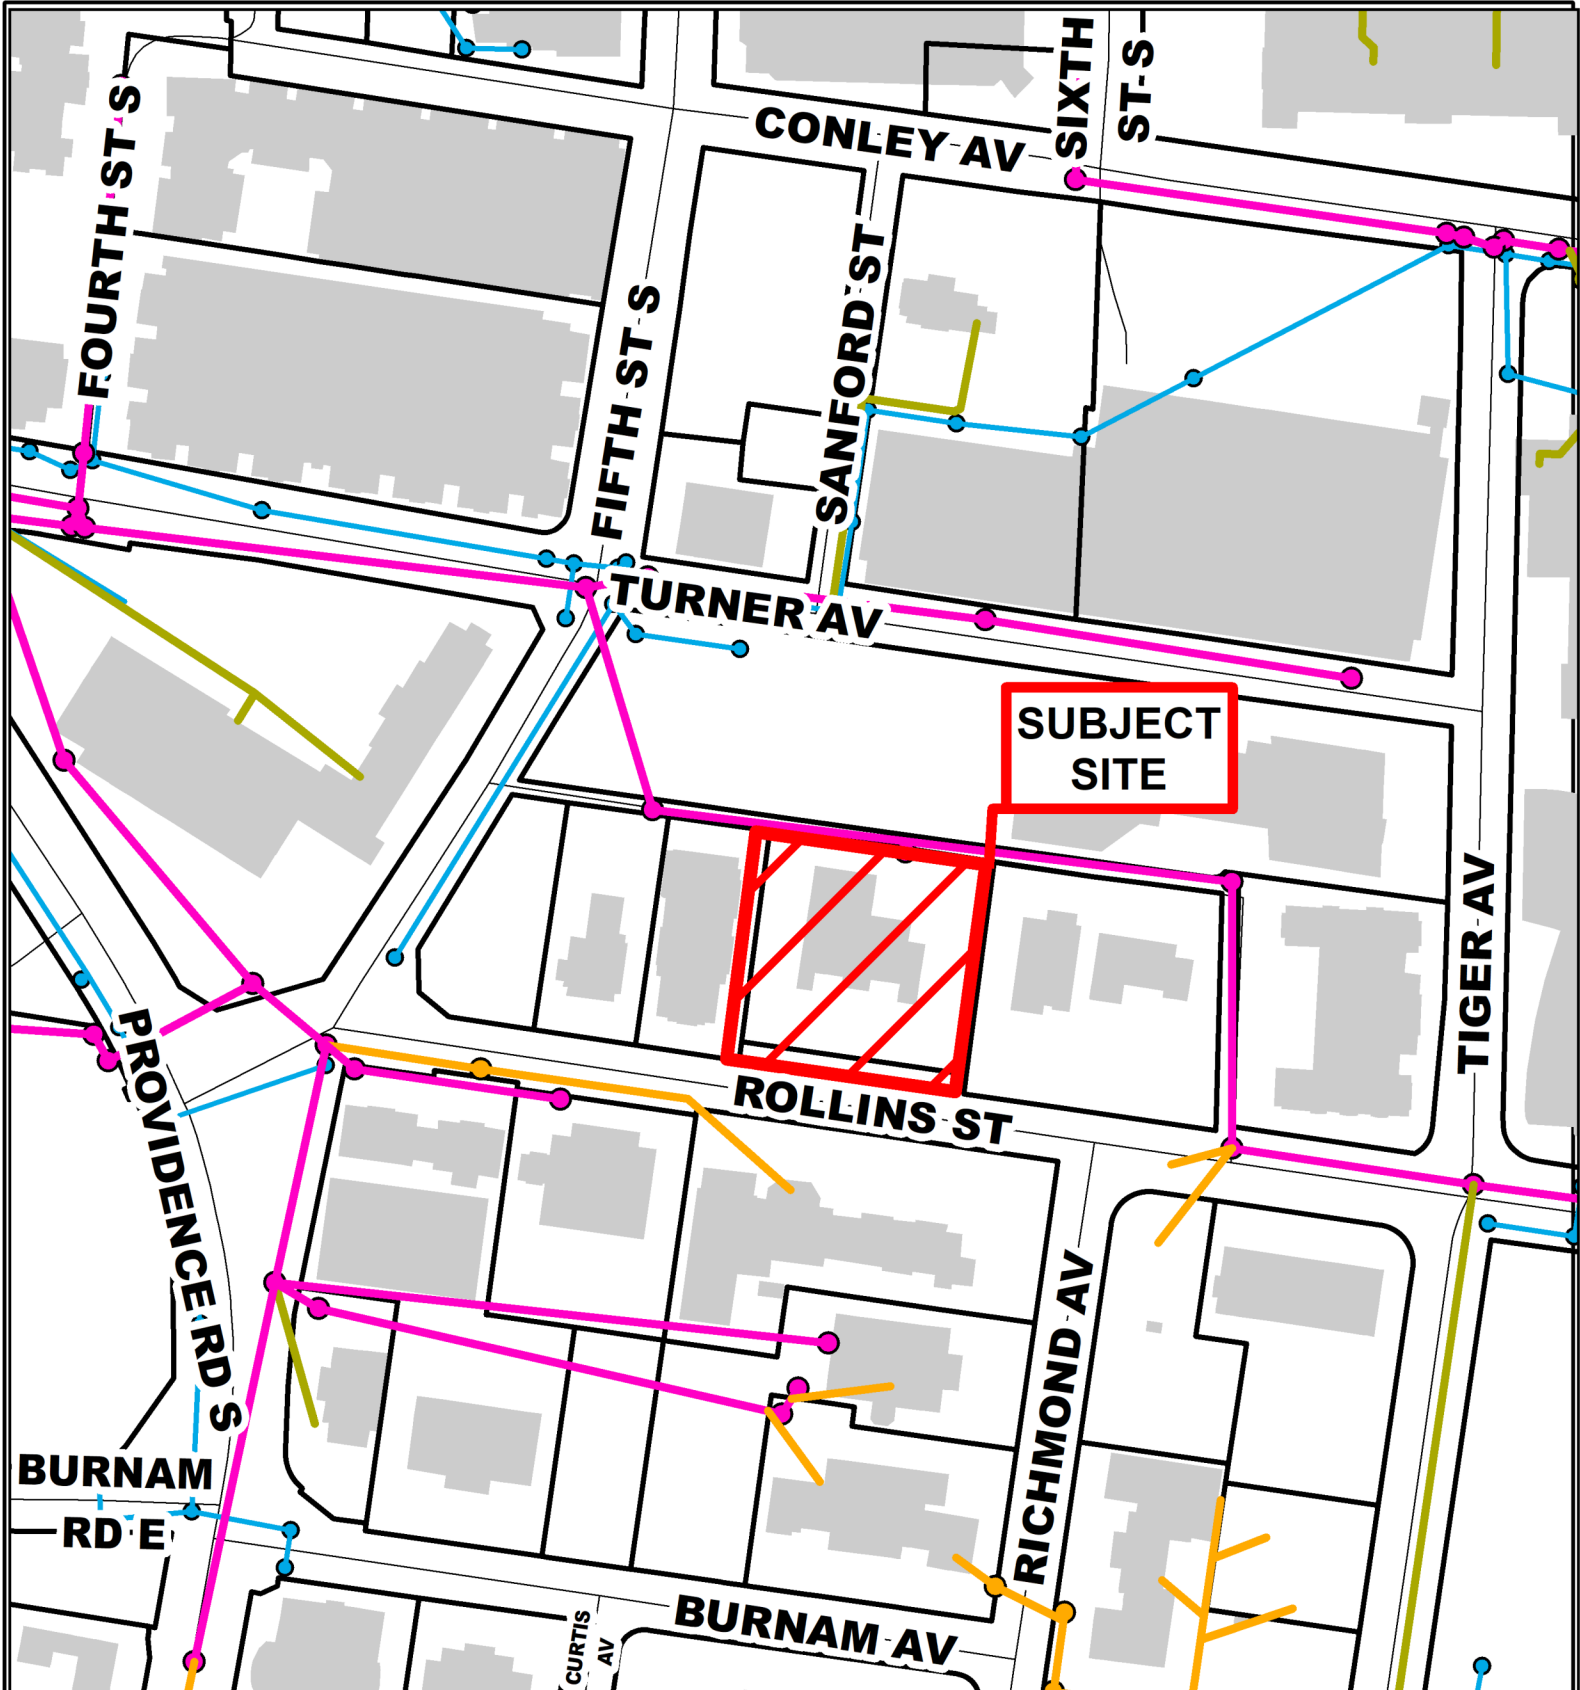 CONLEY AV
SIXTH
ST S
FOURTH ST S
FIFTH ST S
SANFORD ST
TURNER AV
SUBJECT
SITE
TIGER AV
PROVIDENCE RD S
ROLLINS ST
RICHMOND AV
BURNAM
RD E
BURNAM AV
CURTIS
AV